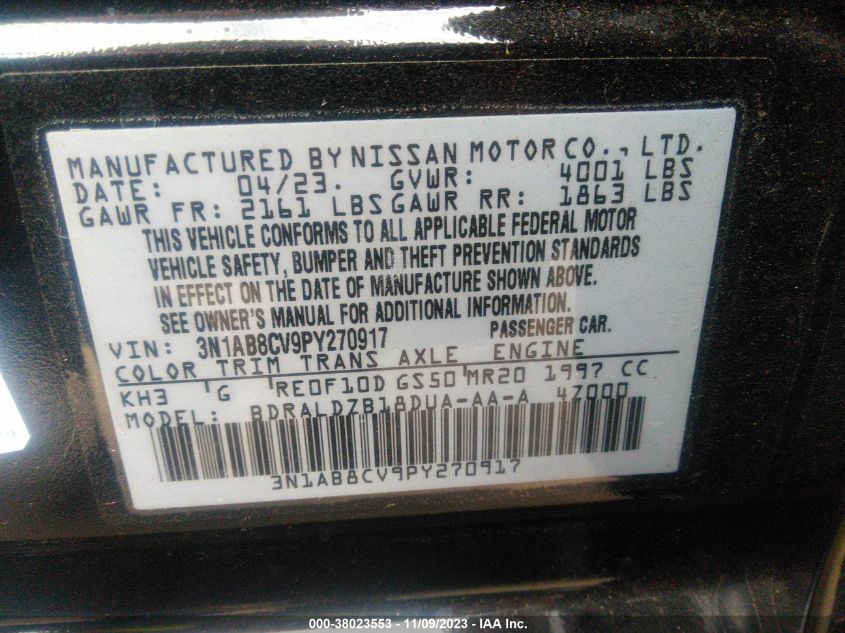 MANUFACTURED BY NISSAN MOTOR CO., LTD.
DATE: 04/23. GVWR: 4001 LBS
GAWR FR: 2161 LBS GAWR RR: 1863 LBS
THIS VEHICLE CONFORMS TO ALL APPLICABLE FEDERAL MOTOR
VEHICLE SAFETY, BUMPER AND THEFT PREVENTION STANDARDS
IN EFFECT ON THE DATE OF MANUFACTURE SHOWN ABOVE.
SEE OWNER'S MANUAL FOR ADDITIONAL INFORMATION.
VIN: 3N1AB8CV9PY270917 PASSENGER CAR.
COLOR TRIM TRANS AXLE ENGINE
KH3 'G RE0F10D GS50 MR20 1997 CC
MODEL: BDRALDZB18DUA-AA-A 4Z000
3N1AB8CV9PY270917
000-38023553 - 11/09/2023 - IAA Inc.